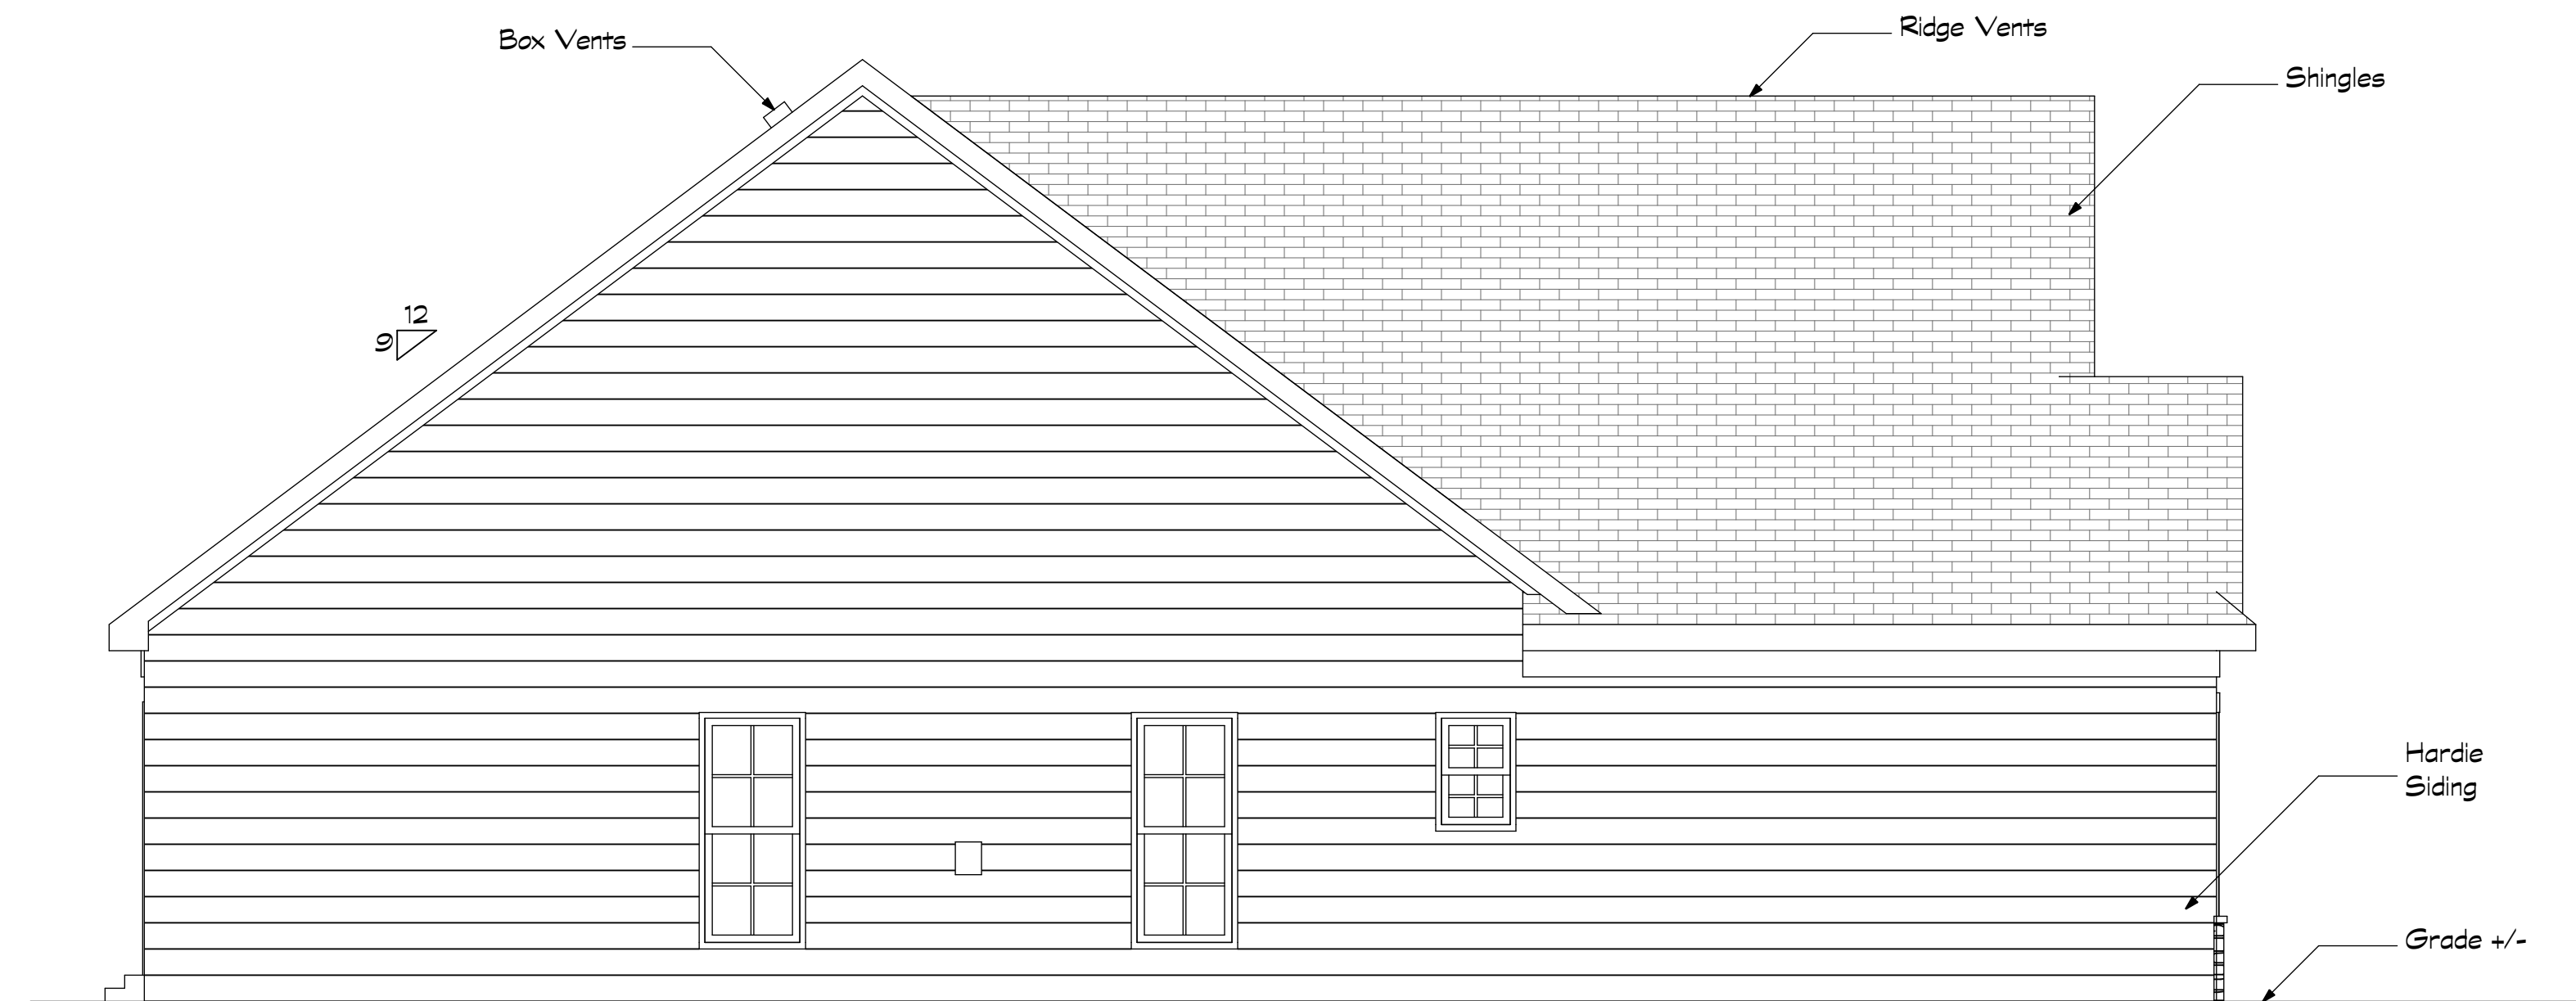 Box Vents
Ridge Vents
Shingles
12
9
Hardie
Siding
Grade +/-